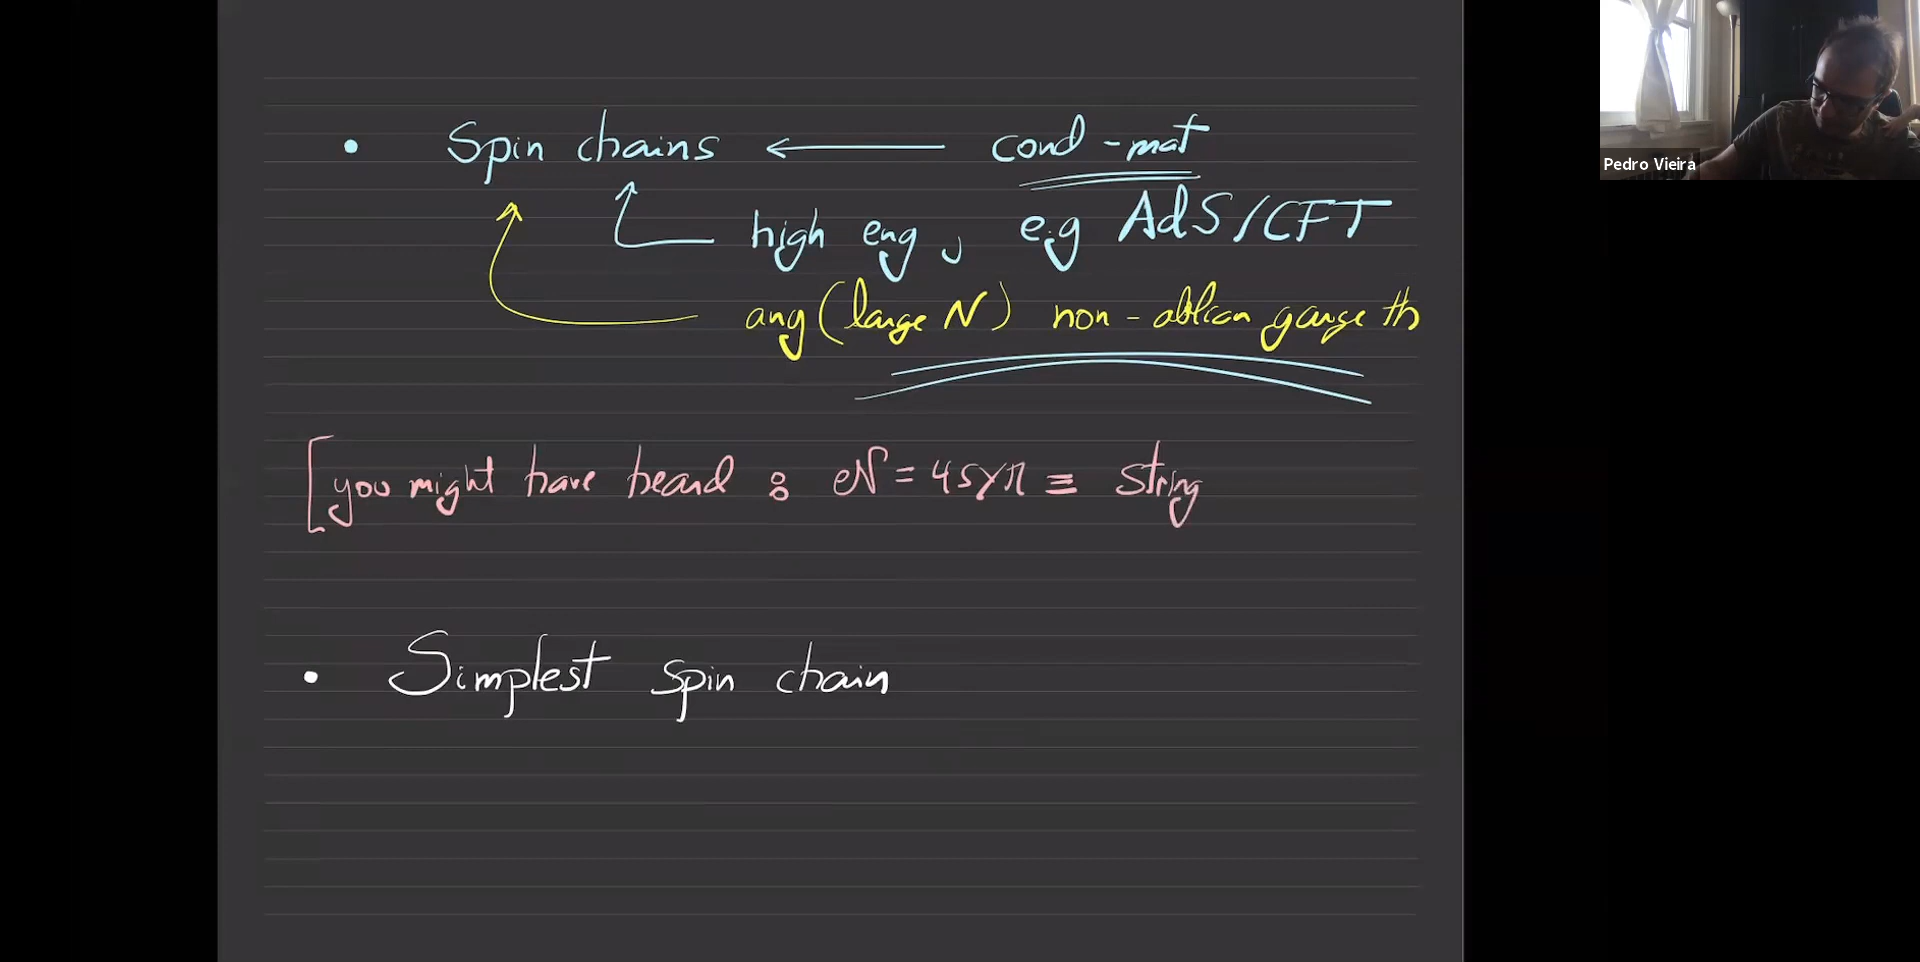 • Spin chains ← cond-mat
high eng, e.g AdS/CFT
any (large N) non-ablian gauge th
[you might have heard : N=4 SYM ≡ string
• Simplest spin chain
Pedro Vieira